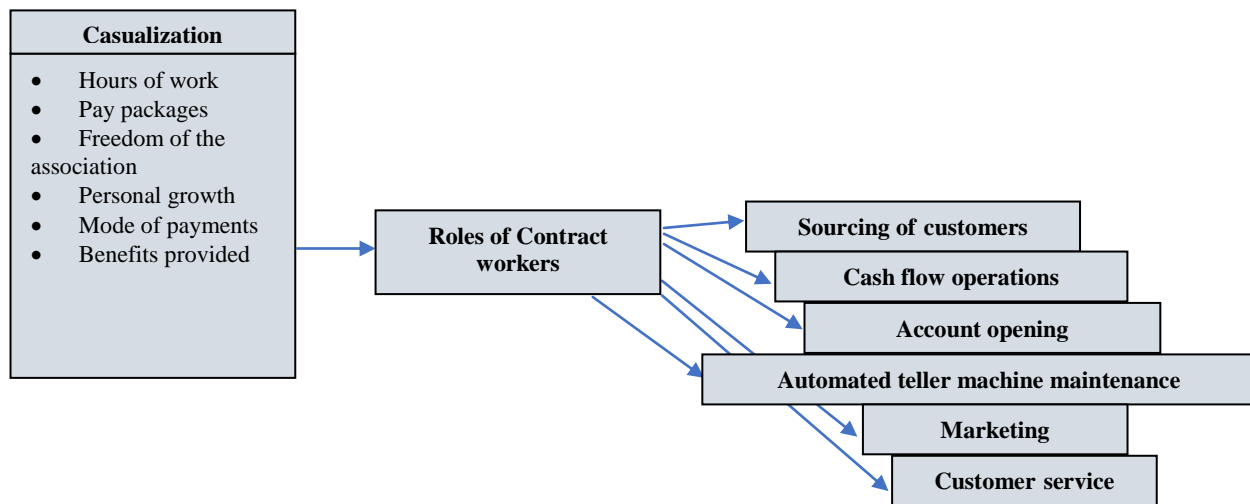 Casualization
• Hours of work
• Pay packages
• Freedom of the
association
• Personal growth
• Mode of payments
• Benefits provided
Roles of Contract
workers
Sourcing of customers
Cash flow operations
Account opening
Automated teller machine maintenance
Marketing
Customer service